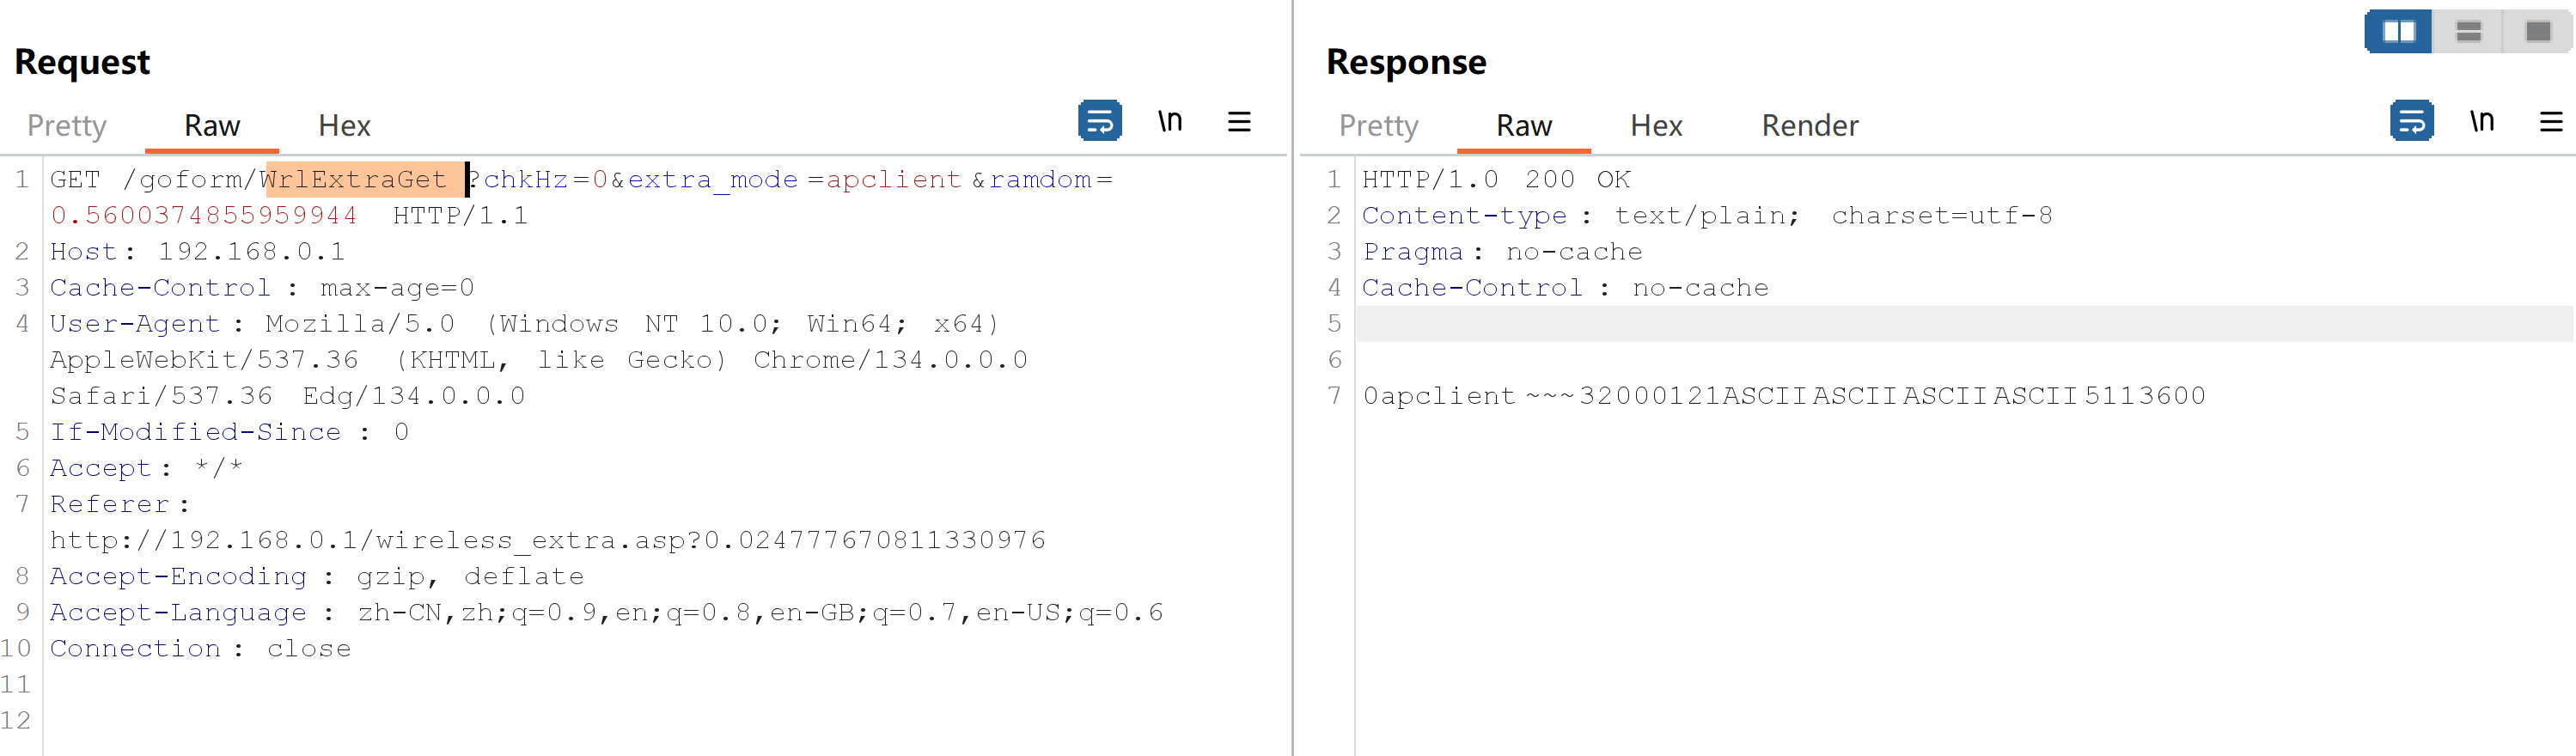 Request
Pretty Raw Hex \n
1 GET /goform/WrlExtraGet?chkHz=0&extra_mode=apclient&ramdom=
0.5600374855959944 HTTP/1.1
2 Host: 192.168.0.1
3 Cache-Control: max-age=0
4 User-Agent: Mozilla/5.0 (Windows NT 10.0; Win64; x64)
AppleWebKit/537.36 (KHTML, like Gecko) Chrome/134.0.0.0
Safari/537.36 Edg/134.0.0.0
5 If-Modified-Since: 0
6 Accept: */*
7 Referer:
http://192.168.0.1/wireless_extra.asp?0.024777670811330976
8 Accept-Encoding: gzip, deflate
9 Accept-Language: zh-CN,zh;q=0.9,en;q=0.8,en-GB;q=0.7,en-US;q=0.6
10 Connection: close
11
12
Response
Pretty Raw Hex Render \n
1 HTTP/1.0 200 OK
2 Content-type: text/plain; charset=utf-8
3 Pragma: no-cache
4 Cache-Control: no-cache
5
6
7 0apclient~~~32000121ASCIIASCIIASCIIASCII5113600